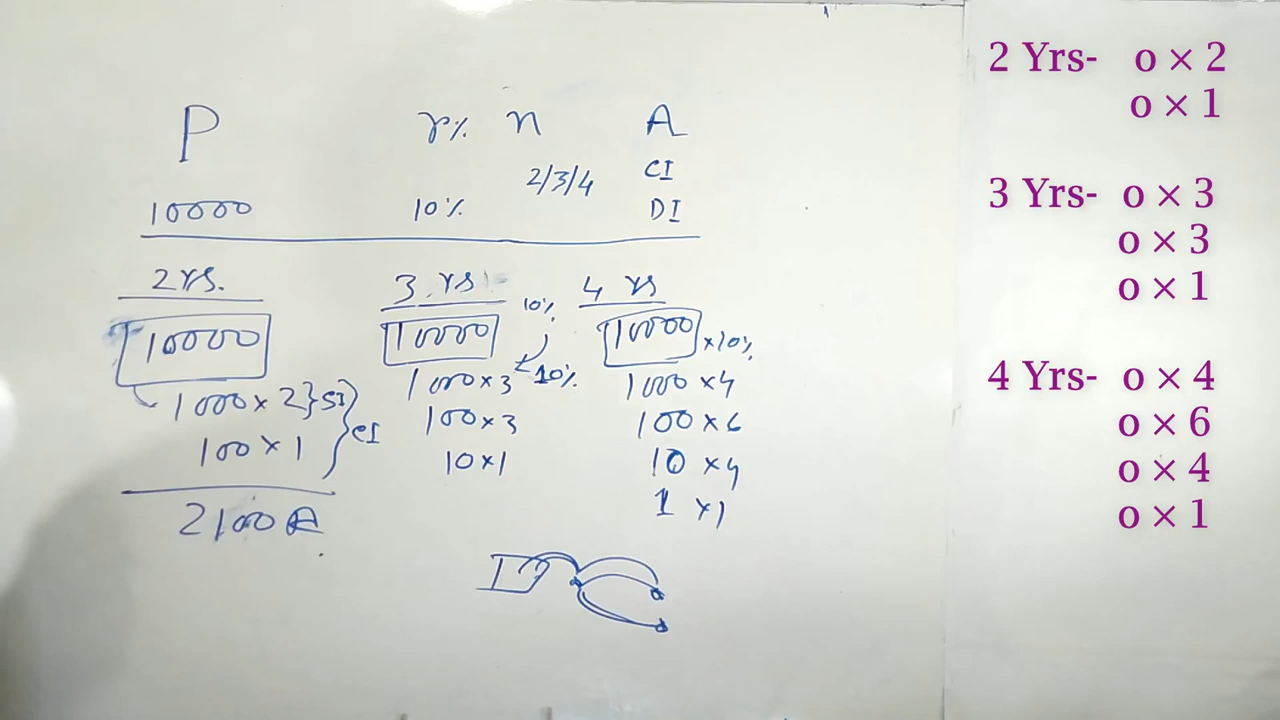 P r% n A
2/3/4 CI
10000 10% DI
2 yrs.
10000
1000 × 2 } SI
100 × 1 } CI
2100
3 yrs
10000
10%
1000 × 3 10%
100 × 3
10 × 1
4 yrs
10000 × 10%
1000 × 4
100 × 6
10 × 4
1 × 1
2 Yrs- o × 2
o × 1
3 Yrs- o × 3
o × 3
o × 1
4 Yrs- o × 4
o × 6
o × 4
o × 1